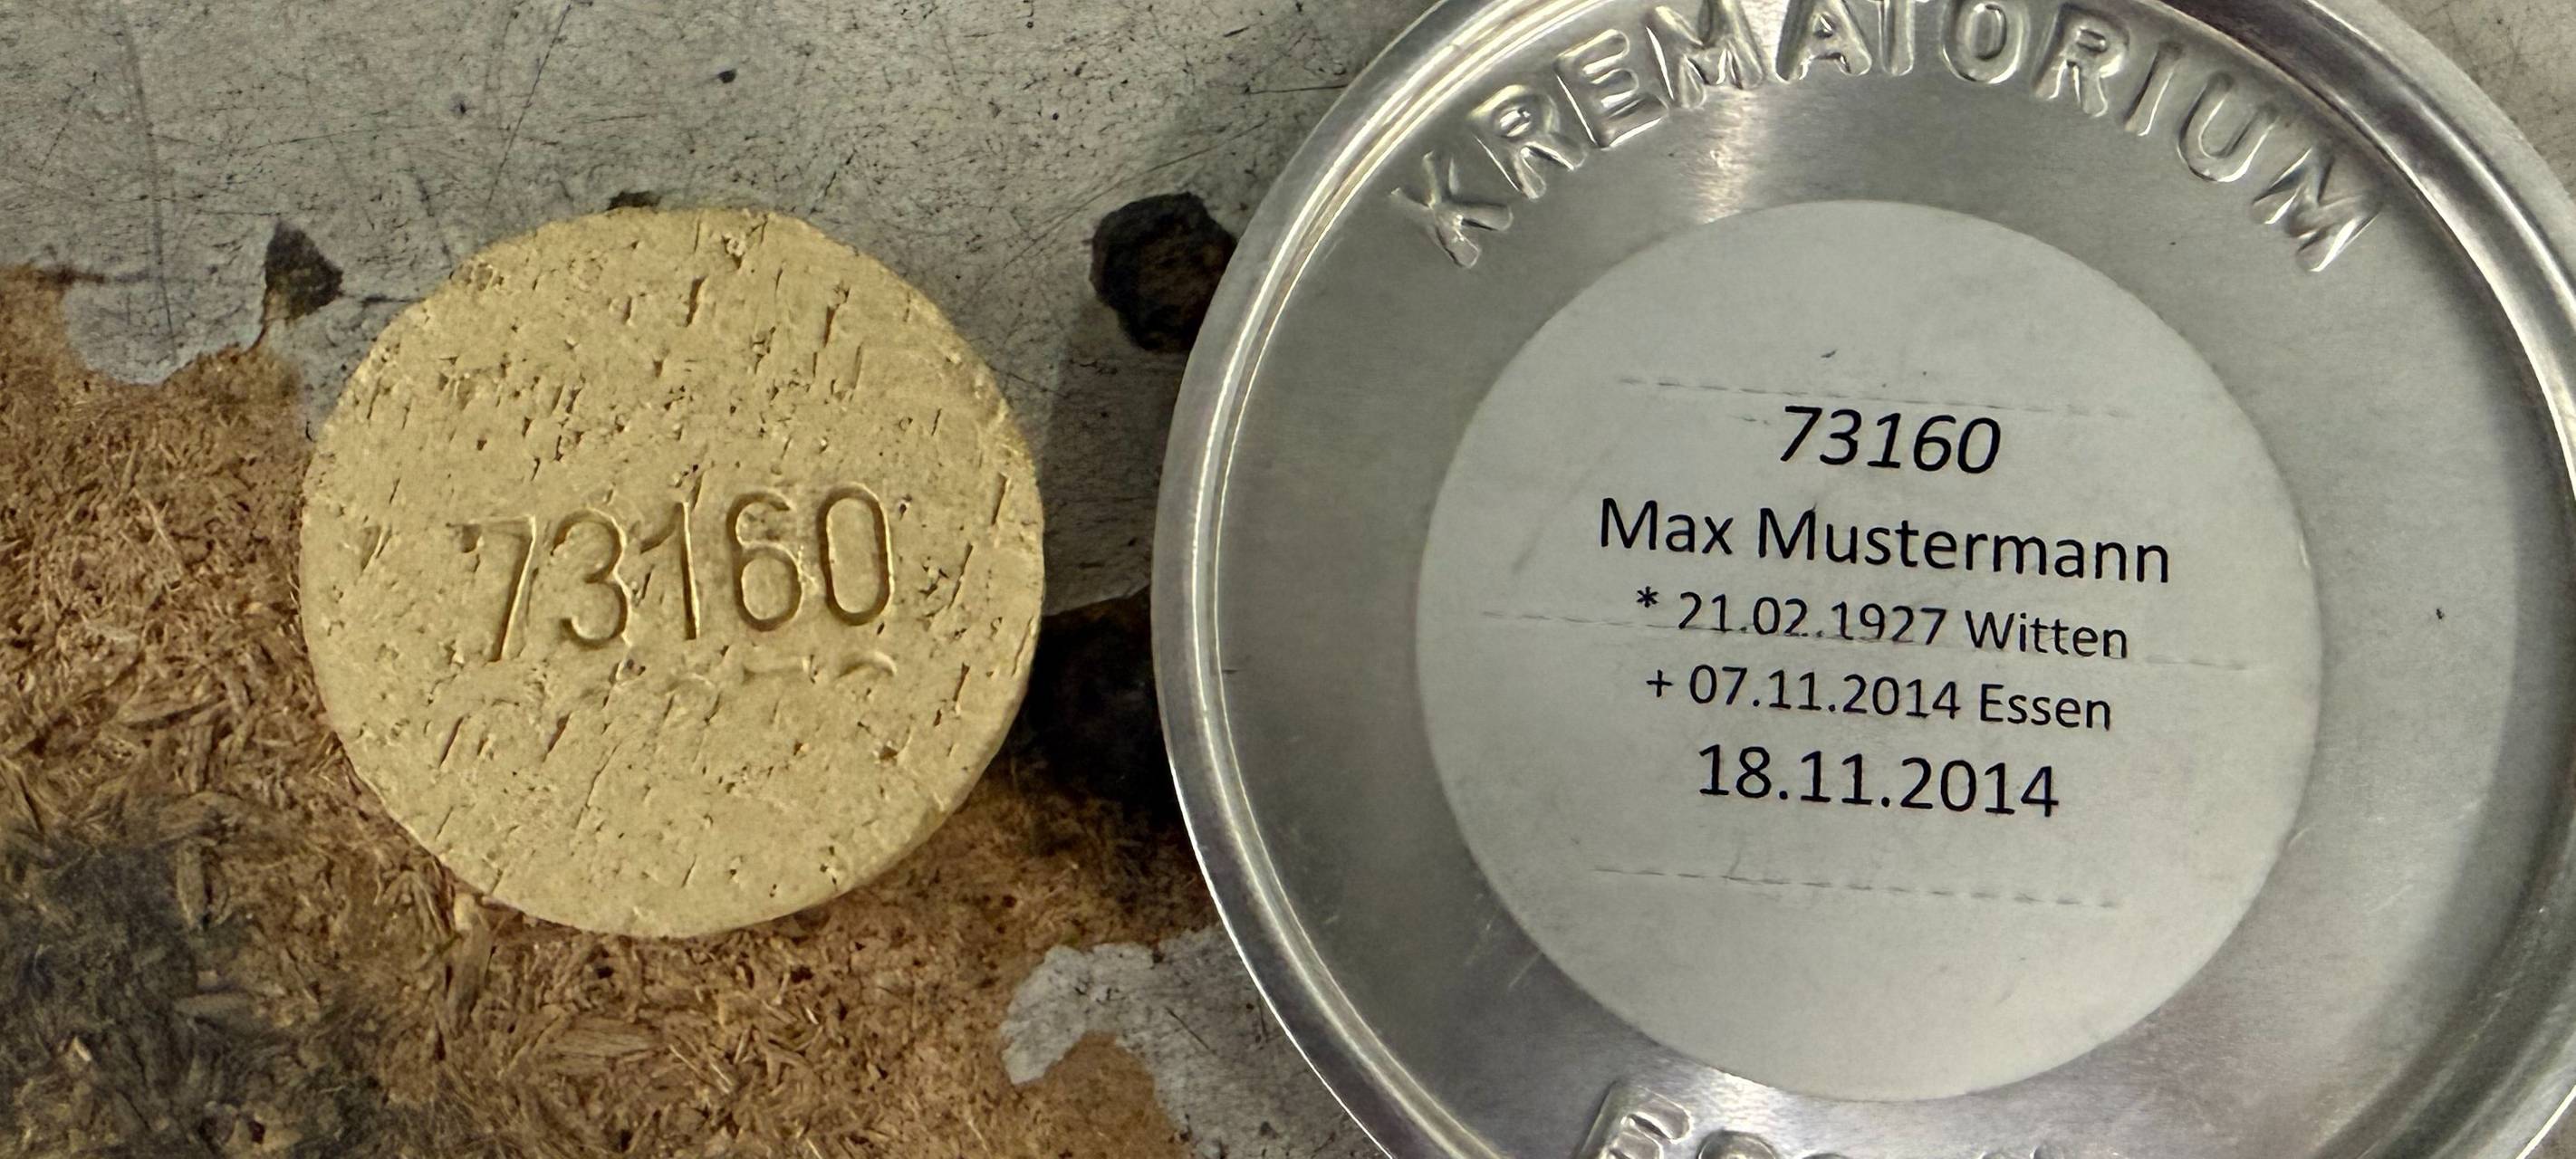 73160
KREMATORIUM
73160
Max Mustermann
* 21.02.1927 Witten
+ 07.11.2014 Essen
18.11.2014